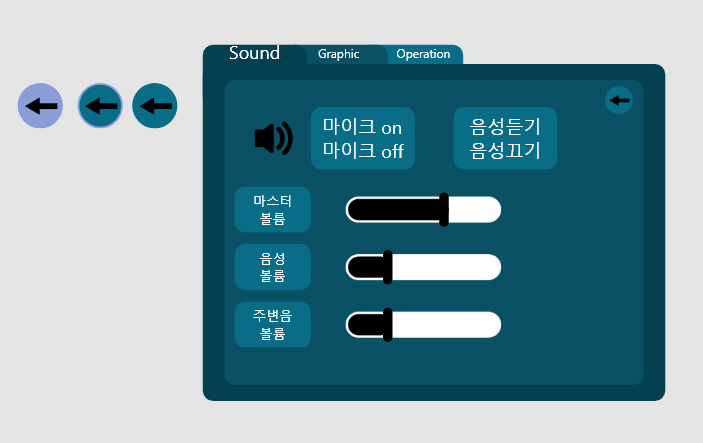 Sound Graphic Operation
마이크 on
마이크 off
음성듣기
음성끄기
마스터
볼륨
음성
볼륨
주변음
볼륨